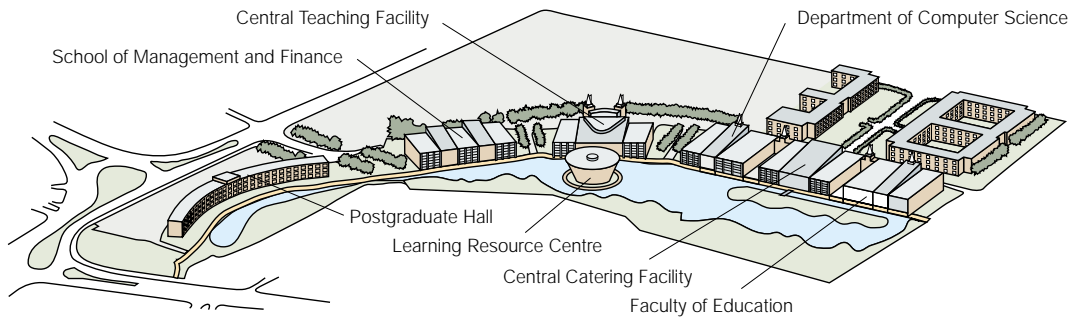 Central Teaching Facility
Department of Computer Science
School of Management and Finance
Postgraduate Hall
Learning Resource Centre
Central Catering Facility
Faculty of Education